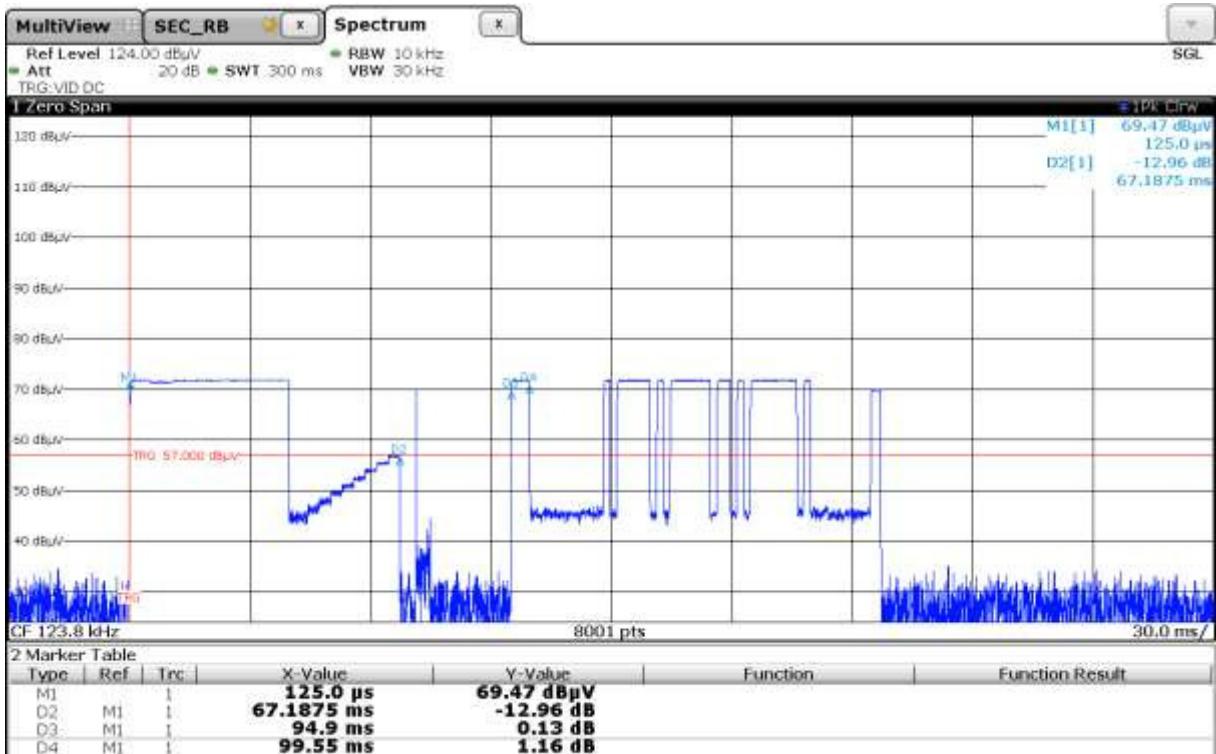 MultiView SEC_RB x Spectrum x
Ref Level 124.00 dBµV RBW 10 kHz SGL
Att 20 dB SWT 300 ms VBW 30 kHz
TRG:VID DC
1 Zero Span 1Pk Clrw
M1[1] 69.47 dBµV
125.0 µs
D2[1] -12.96 dB
67.1875 ms
120 dBµV
110 dBµV
100 dBµV
90 dBµV
80 dBµV
M1 D3 D4
70 dBµV
60 dBµV
D2
TRG 57.000 dBµV
50 dBµV
40 dBµV
TRG
CF 123.8 kHz 8001 pts 30.0 ms/
2 Marker Table
Type Ref Trc X-Value Y-Value Function Function Result
M1 1 125.0 µs 69.47 dBµV
D2 M1 1 67.1875 ms -12.96 dB
D3 M1 1 94.9 ms 0.13 dB
D4 M1 1 99.55 ms 1.16 dB